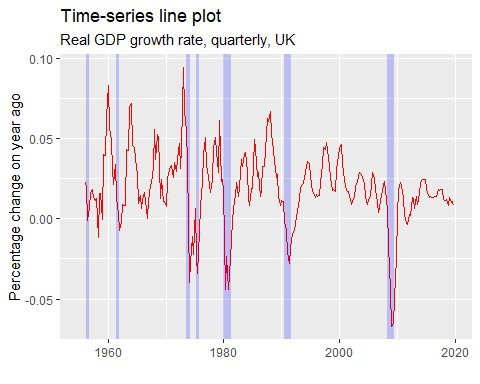 Time-series line plot
Real GDP growth rate, quarterly, UK
Percentage change on year ago
0.10
0.05
0.00
-0.05
1960
1980
2000
2020